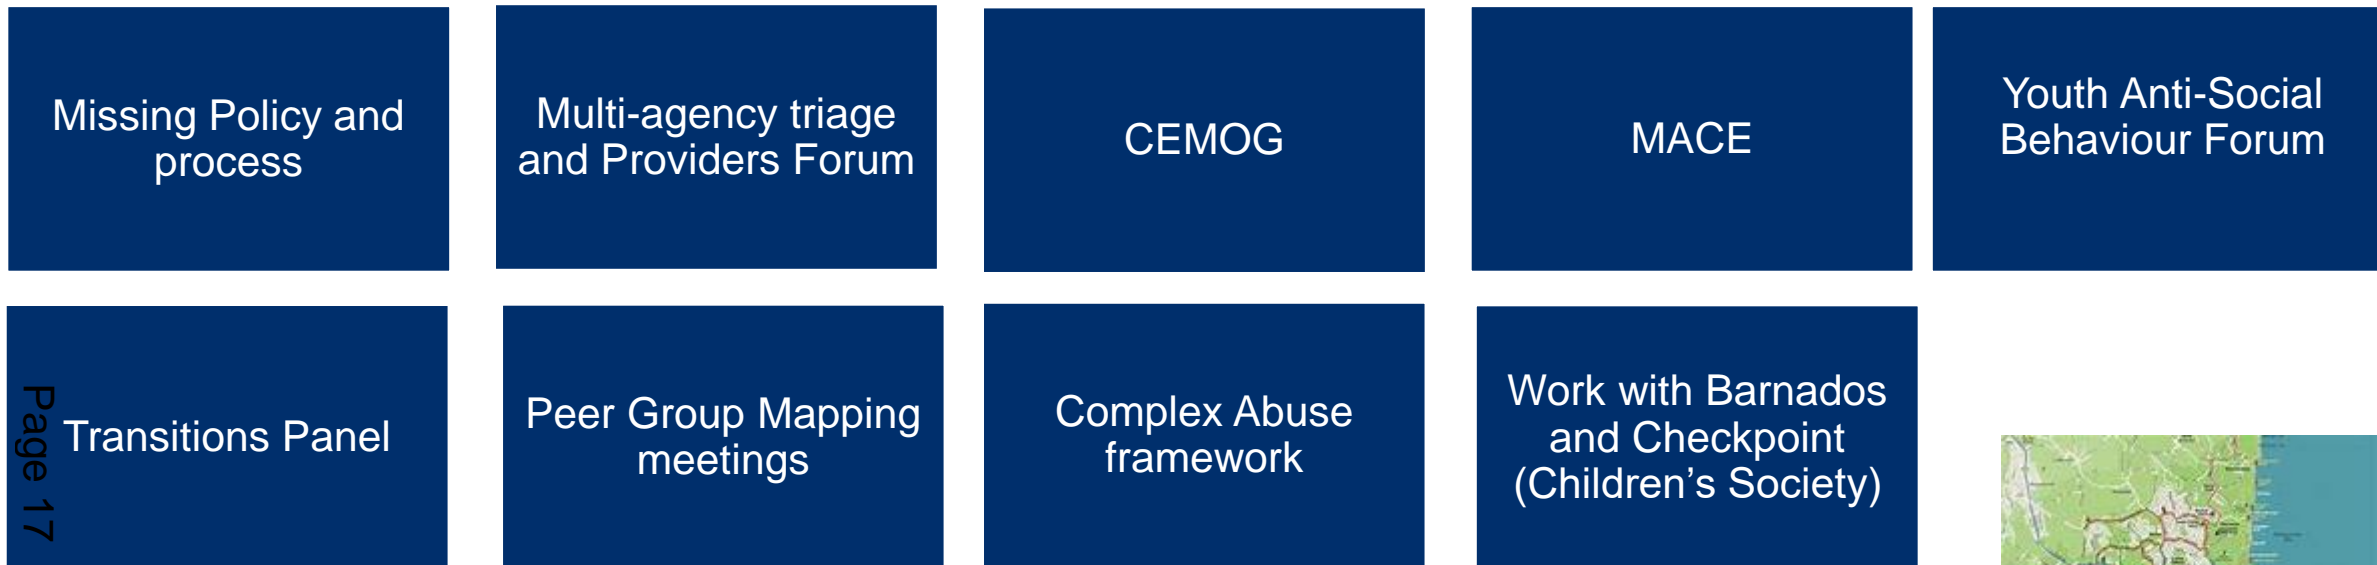 Missing Policy and
process
Multi-agency triage
and Providers Forum
CEMOG
MACE
Youth Anti-Social
Behaviour Forum
Page 17
Transitions Panel
Peer Group Mapping
meetings
Complex Abuse
framework
Work with Barnados
and Checkpoint
(Children’s Society)